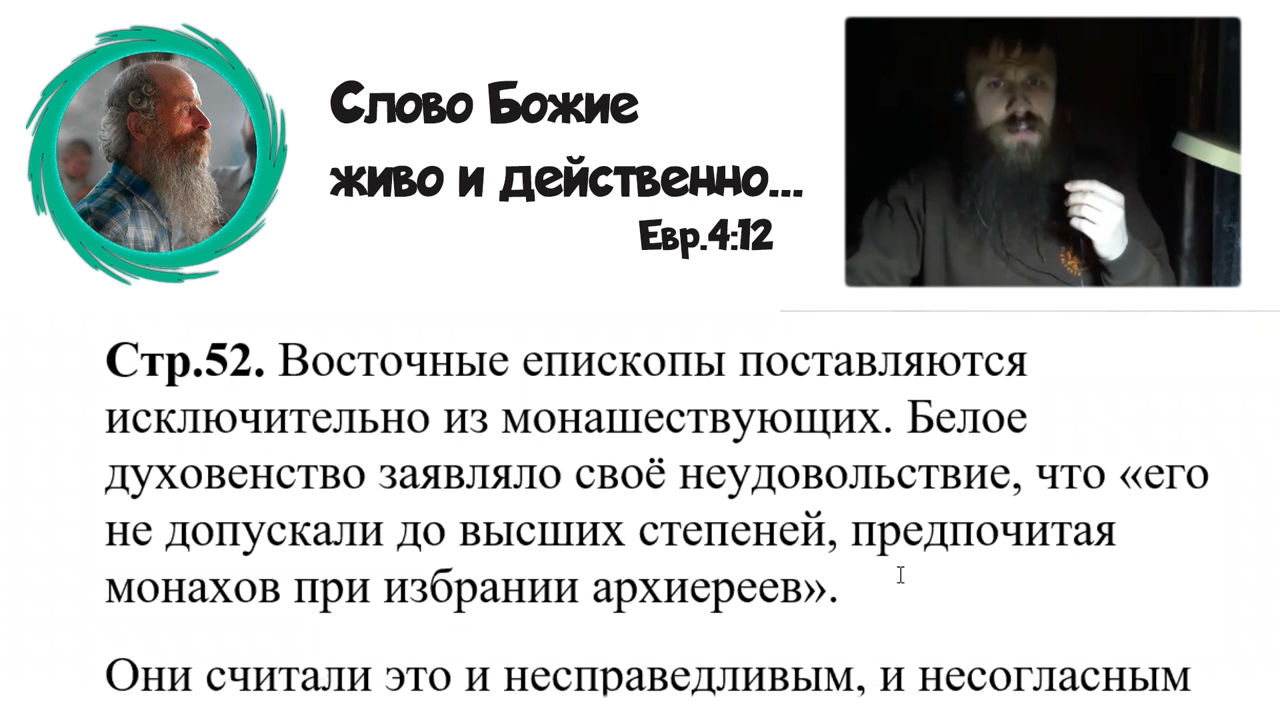 Слово Божие
живо и действенно...
Евр.4:12
Стр.52. Восточные епископы поставляются
исключительно из монашествующих. Белое
духовенство заявляло своё неудовольствие, что «его
не допускали до высших степеней, предпочитая
монахов при избрании архиереев».
Они считали это и несправедливым, и несогласным